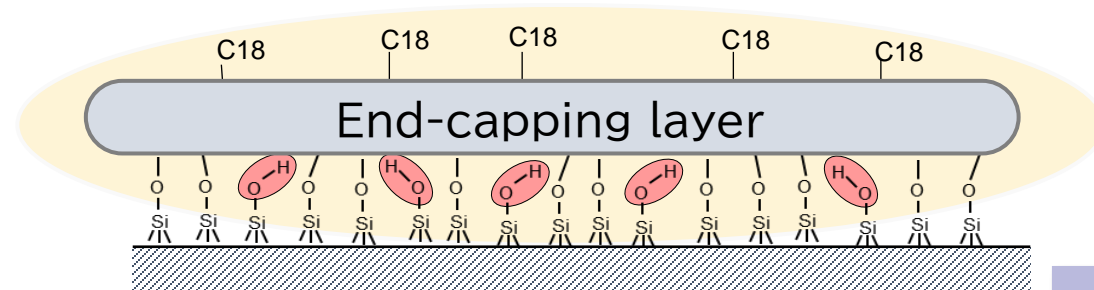 C18 C18 C18 C18 C18
End-capping layer
H H H H H
O O O O O O O O O O O O O O O O O
Si Si Si Si Si Si Si Si Si Si Si Si Si Si Si Si Si